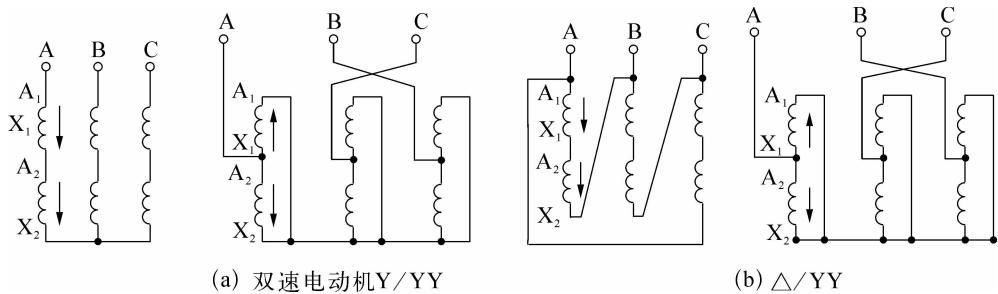 A B C
A₁
X₁
A₂
X₂
A B C
A₁
X₁
A₂
X₂
(a) 双速电动机Y/YY
A B C
A₁
X₁
A₂
X₂
A B C
A₁
X₁
A₂
X₂
(b) △/YY